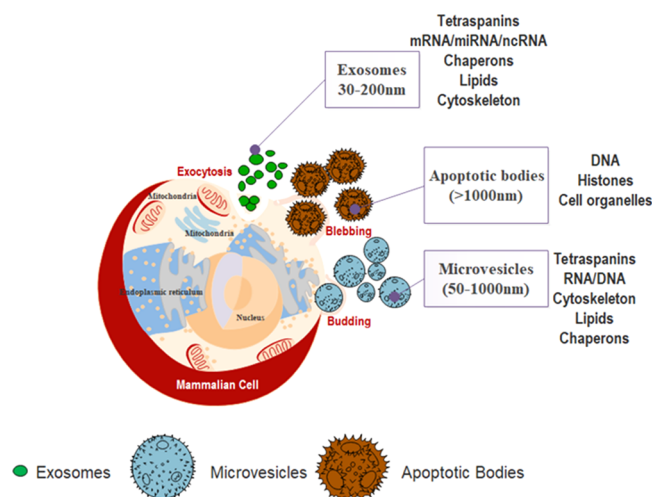 Tetraspanins
mRNA/miRNA/ncRNA
Chaperons
Lipids
Cytoskeleton
Exosomes
30-200nm
Exocytosis
Apoptotic bodies
(>1000nm)
DNA
Histones
Cell organelles
Mitochondria
Mitochondria
Blebbing
Endoplasmic reticulum
Nucleus
Budding
Microvesicles
(50-1000nm)
Tetraspanins
RNA/DNA
Cytoskeleton
Lipids
Chaperons
Mammalian Cell
Exosomes
Microvesicles
Apoptotic Bodies